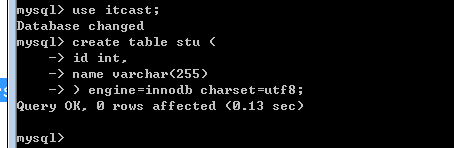 mysql> use itcast;
Database changed
mysql> create table stu (
    -> id int,
    -> name varchar(255)
    -> ) engine=innodb charset=utf8;
Query OK, 0 rows affected (0.13 sec)
mysql>